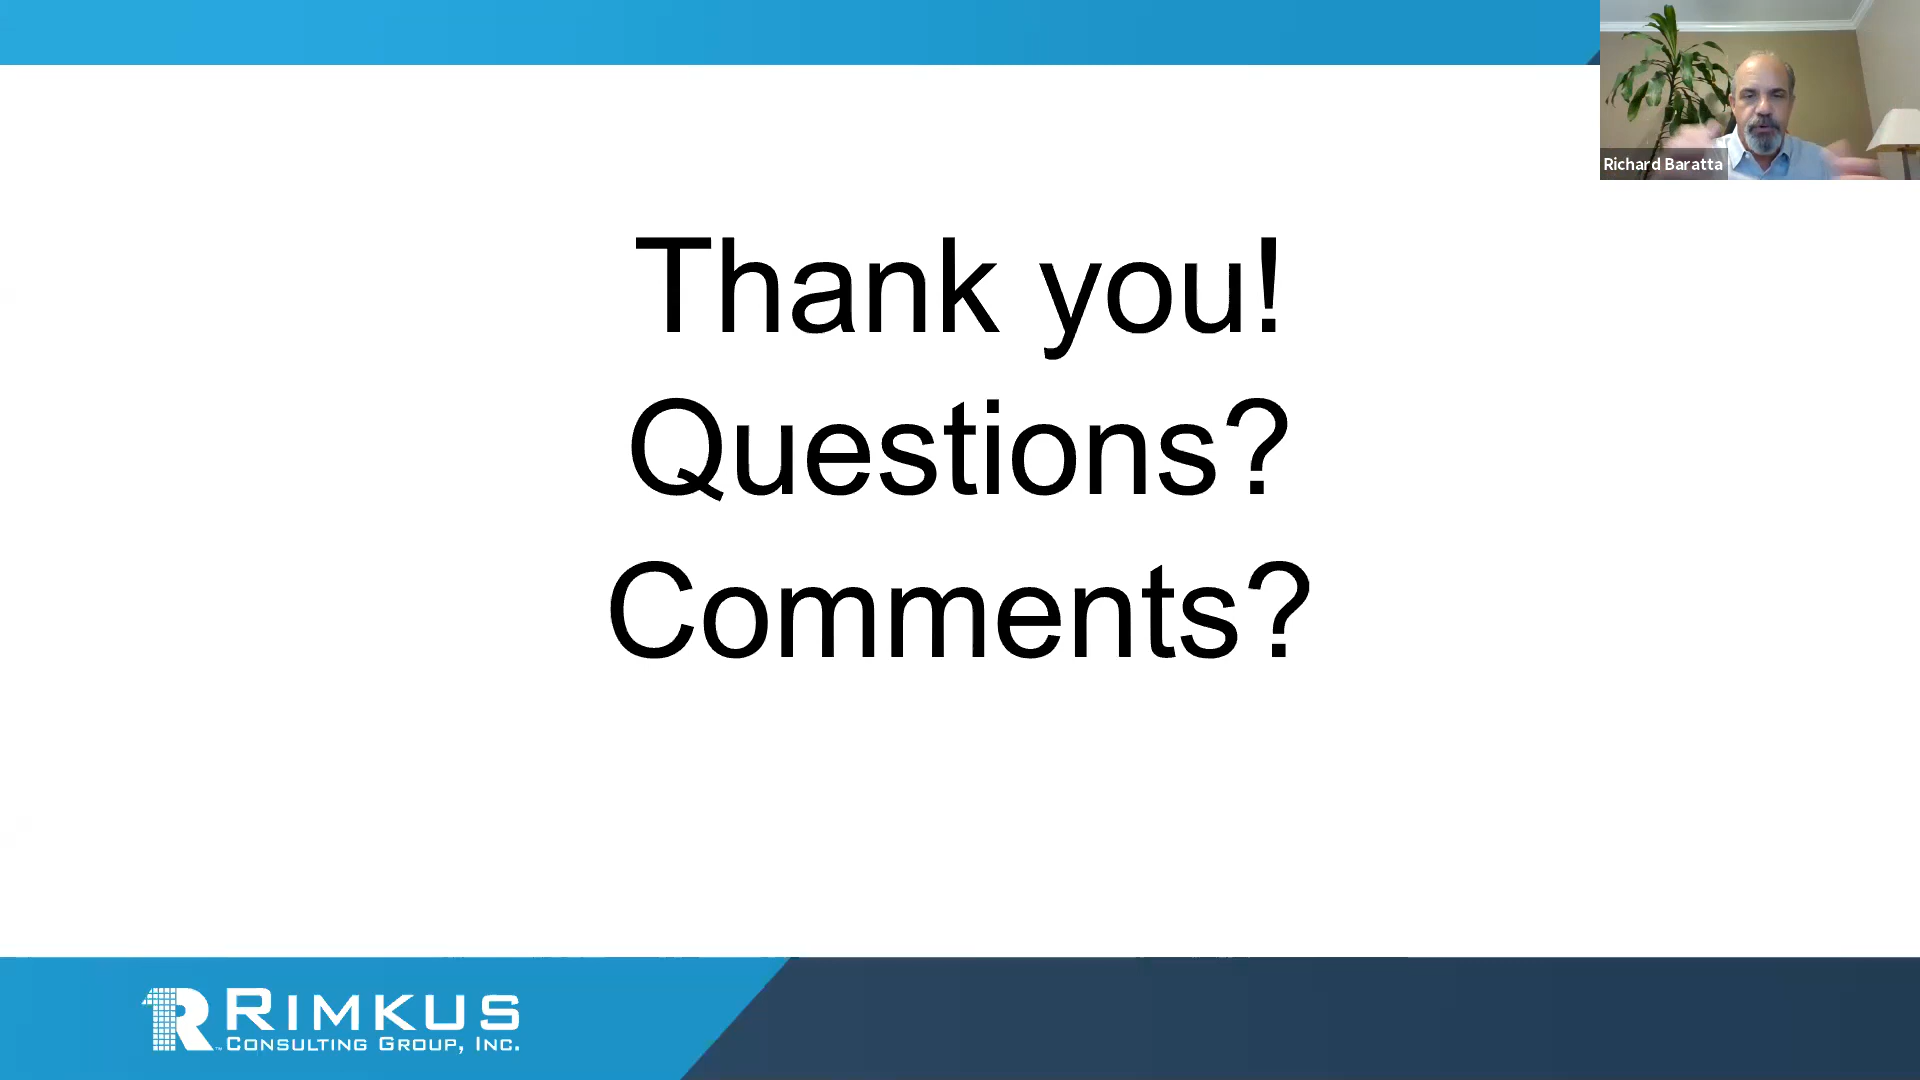 Richard Baratta
Thank you!
Questions?
Comments?
RIMKUS
CONSULTING GROUP, INC.